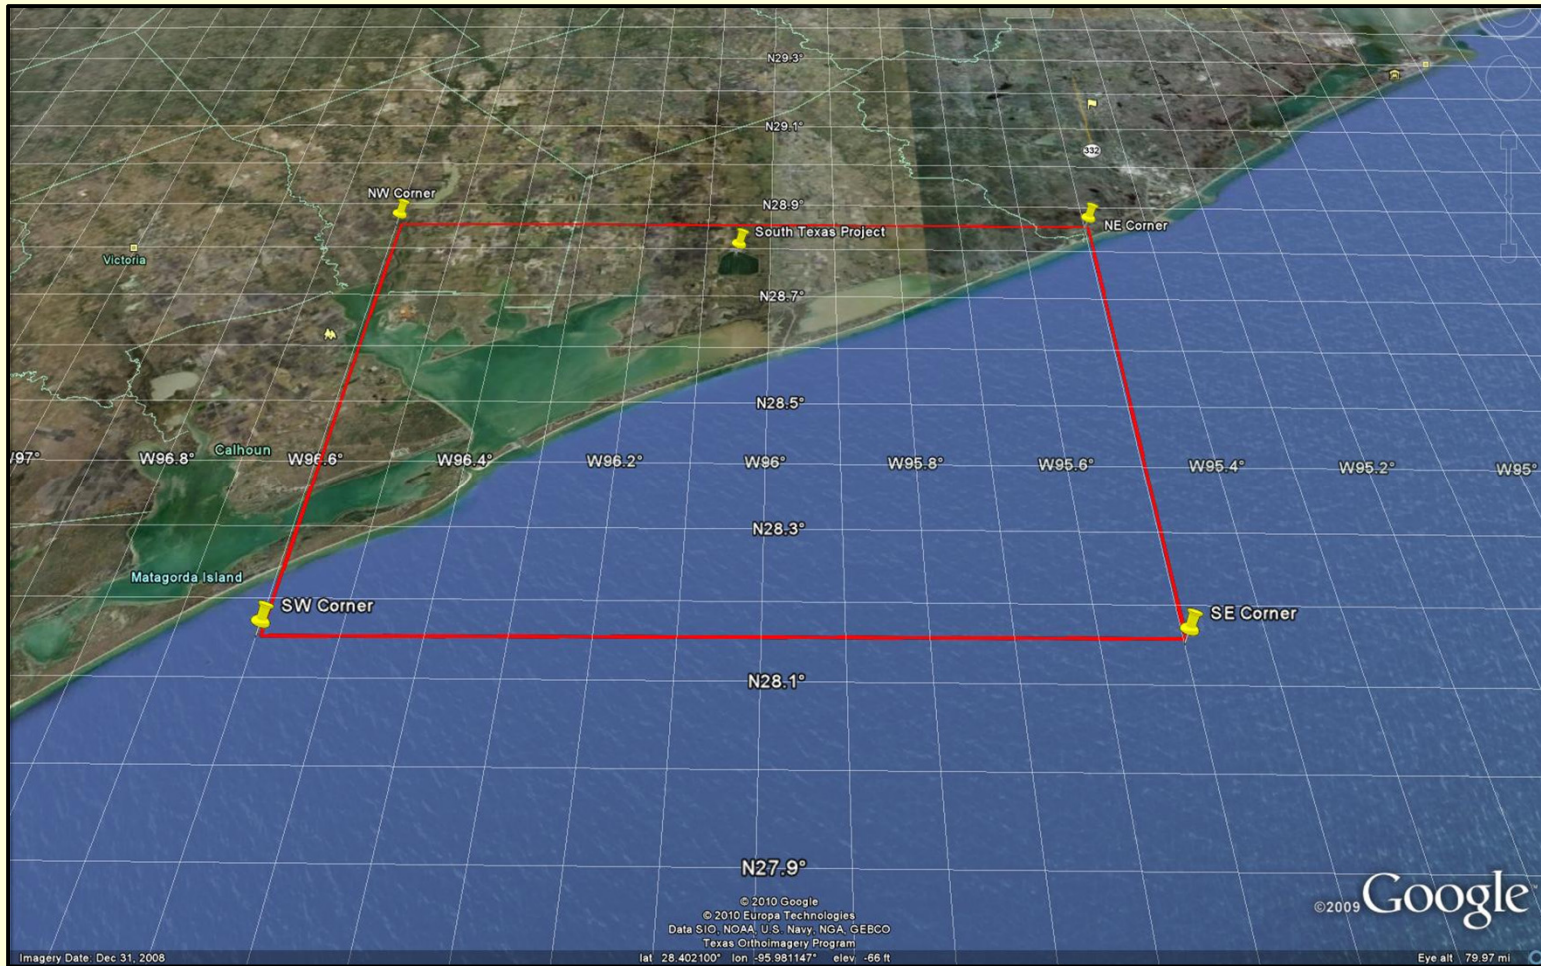 N29.3°
N29.1°
332
NW Corner
N28.9°
NE Corner
South Texas Project
Victoria
N28.7°
N28.5°
Calhoun
W97°
W96.8°
W96.6°
W96.4°
W96.2°
W96°
W95.8°
W95.6°
W95.4°
W95.2°
W95°
N28.3°
Matagorda Island
SW Corner
SE Corner
N28.1°
N27.9°
© 2010 Google
© 2010 Europa Technologies
Data SIO, NOAA, U.S. Navy, NGA, GEBCO
Texas Orthoimagery Program
©2009 Google
Imagery Date: Dec 31, 2008
lat 28.402100° lon -95.981147° elev -66 ft
Eye alt 79.97 mi